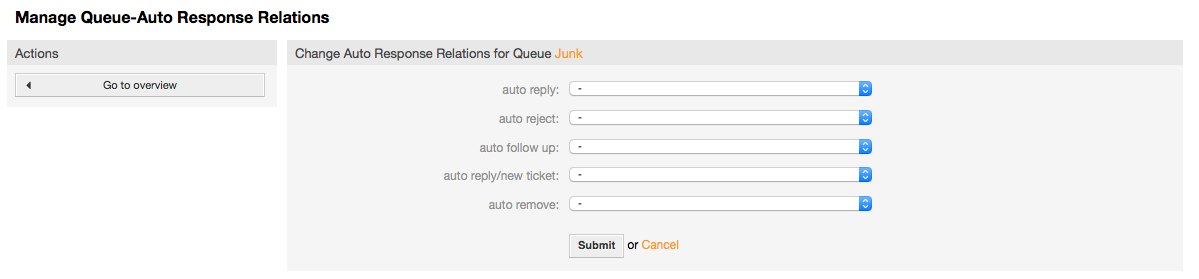 Manage Queue-Auto Response Relations
Actions
Go to overview
Change Auto Response Relations for Queue Junk
auto reply: -
auto reject: -
auto follow up: -
auto reply/new ticket: -
auto remove: -
Submit or Cancel